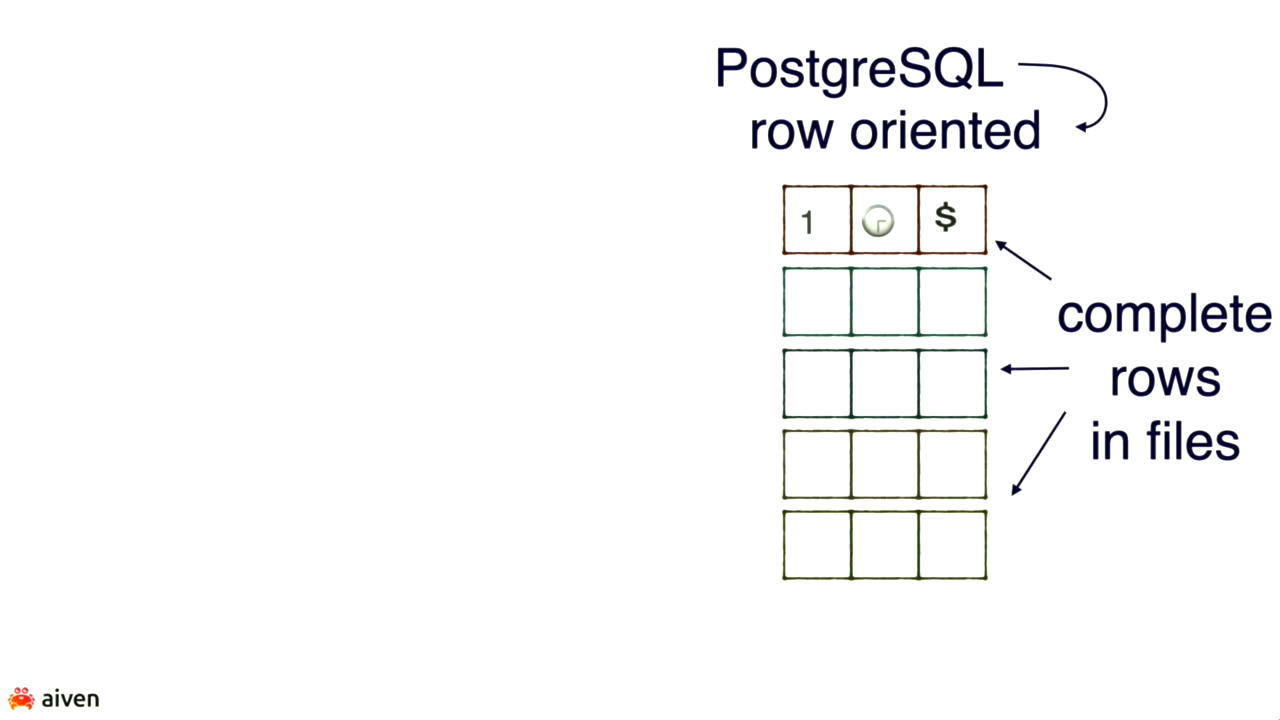 PostgreSQL
row oriented
1 $
complete
rows
in files
aiven